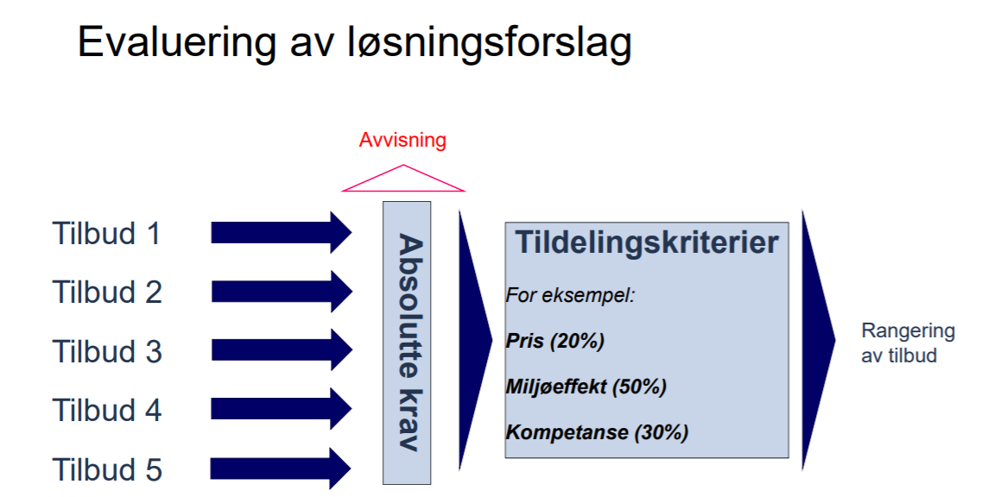 Evaluering av løsningsforslag
Avvisning
Tilbud 1
Tilbud 2
Tilbud 3
Tilbud 4
Tilbud 5
Absolutte krav
Tildelingskriterier
For eksempel:
Pris (20%)
Miljøeffekt (50%)
Kompetanse (30%)
Rangering
av tilbud